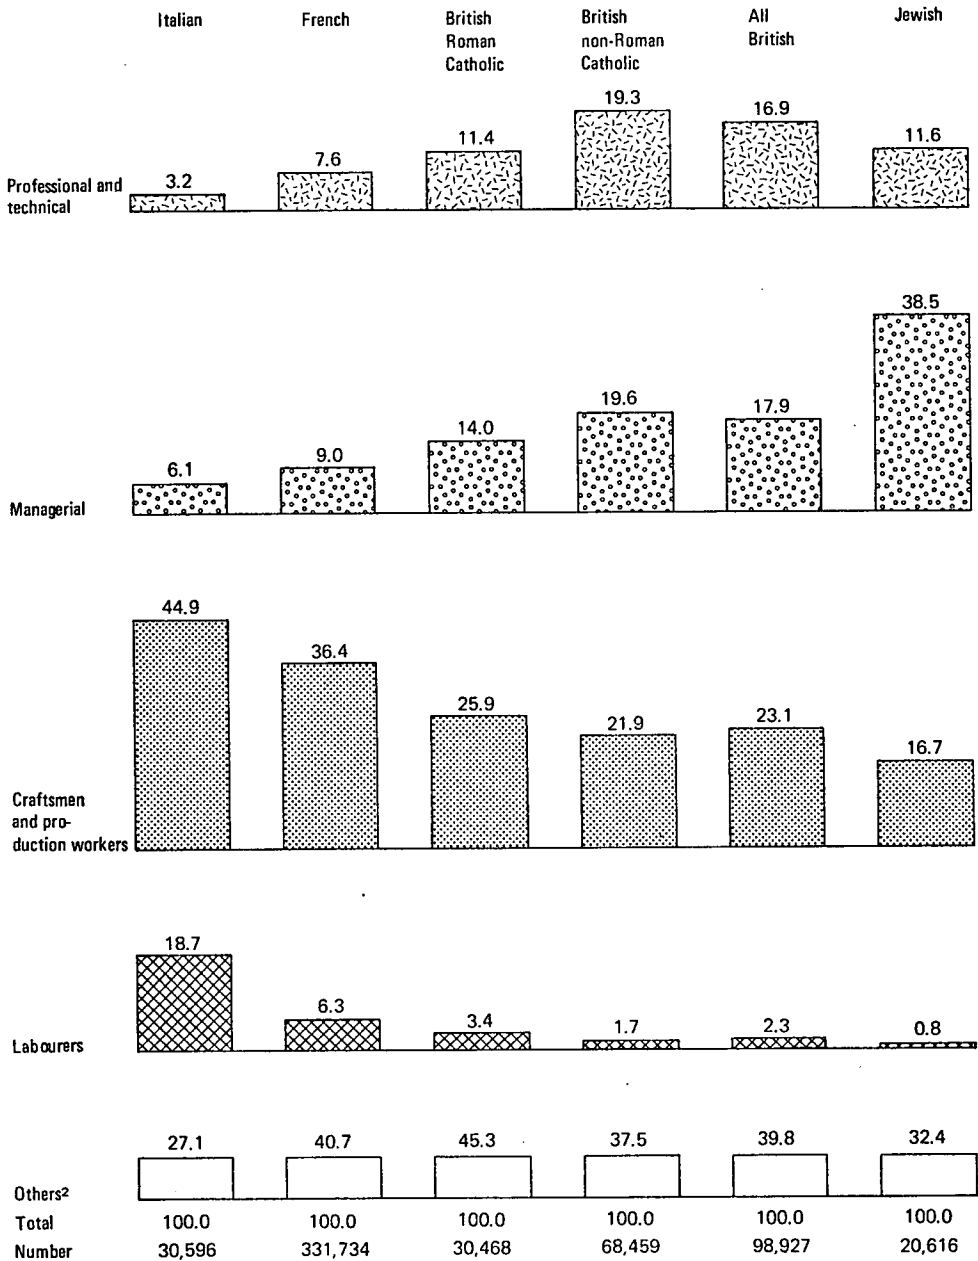 Italian French British Roman Catholic British non-Roman Catholic All British Jewish
3.2 7.6 11.4 19.3 16.9 11.6
Professional and
technical
6.1 9.0 14.0 19.6 17.9 38.5
Managerial
44.9 36.4 25.9 21.9 23.1 16.7
Craftsmen
and pro-
duction workers
18.7 6.3 3.4 1.7 2.3 0.8
Labourers
27.1 40.7 45.3 37.5 39.8 32.4
Others²
Total 100.0 100.0 100.0 100.0 100.0 100.0
Number 30,596 331,734 30,468 68,459 98,927 20,616